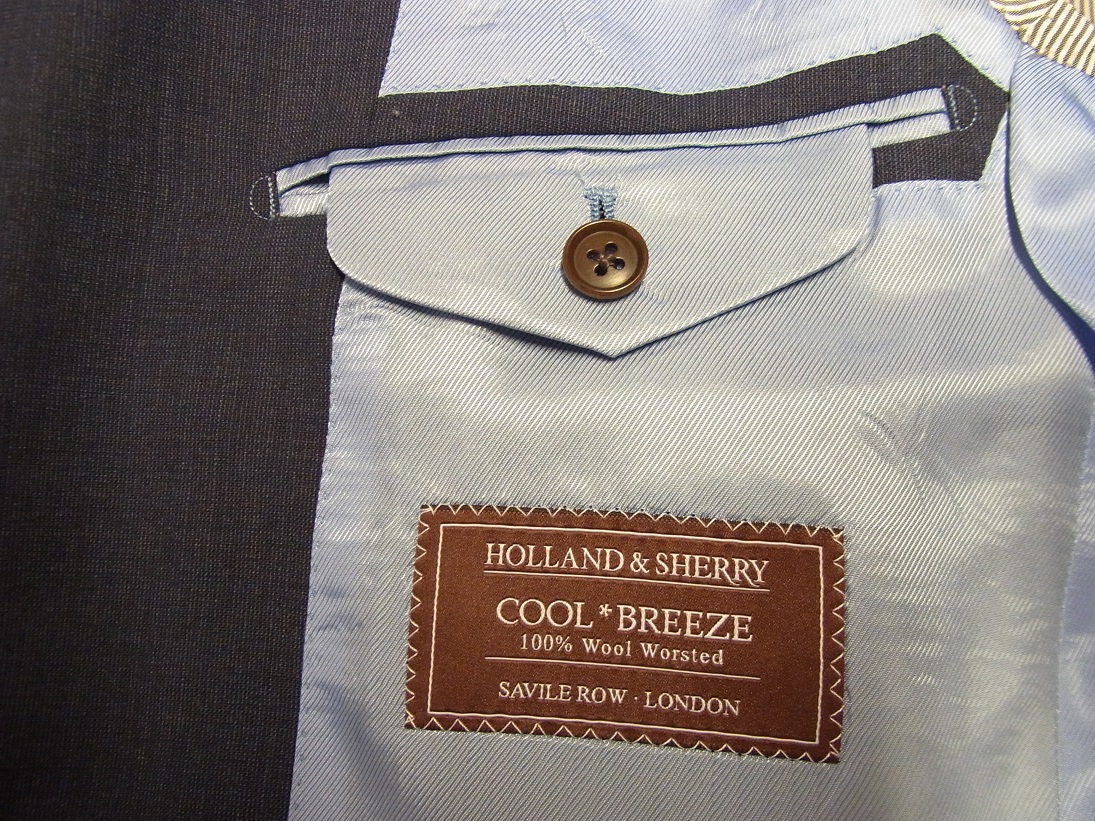 HOLLAND & SHERRY
COOL*BREEZE
100% Wool Worsted
SAVILE ROW · LONDON